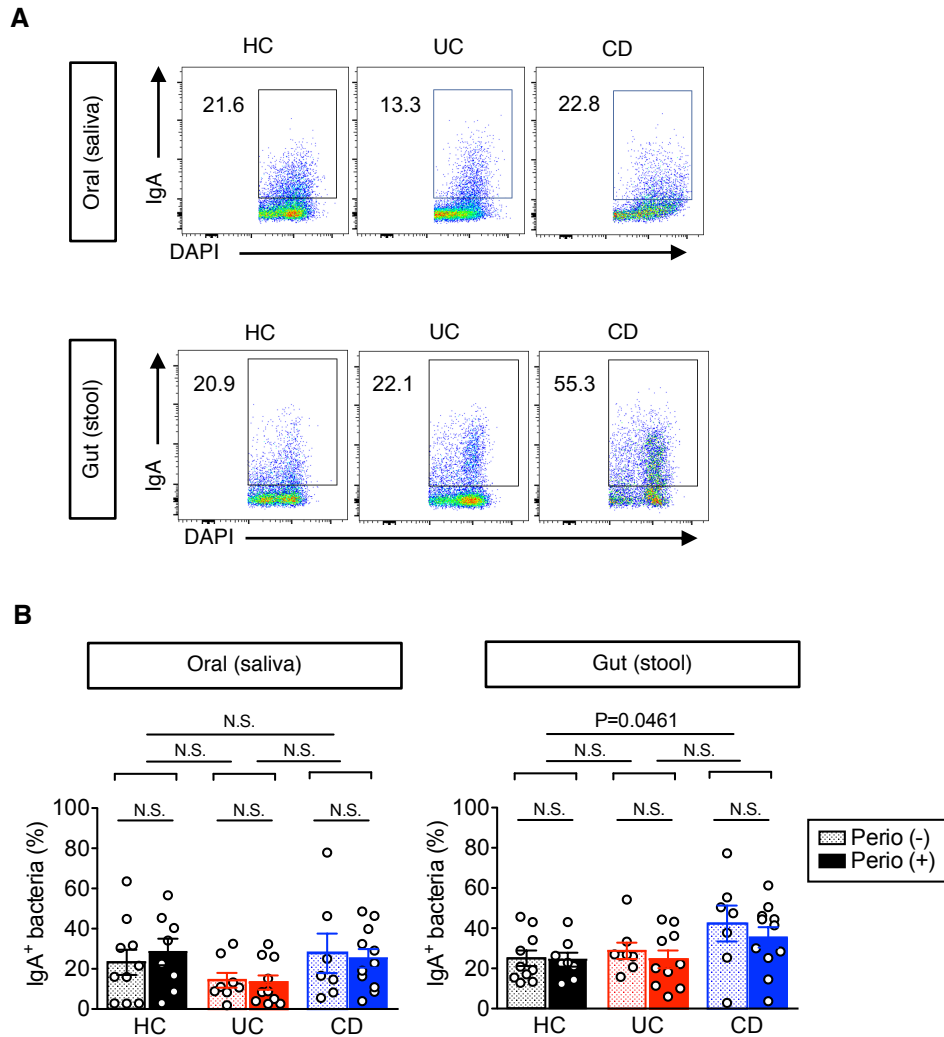 A
HC UC CD
Oral (saliva)
21.6 13.3 22.8
IgA
DAPI
HC UC CD
Gut (stool)
20.9 22.1 55.3
IgA
DAPI
B
Oral (saliva) Gut (stool)
N.S. P=0.0461
N.S. N.S. N.S. N.S.
N.S. N.S. N.S. N.S. N.S. N.S.
IgA⁺ bacteria (%) IgA⁺ bacteria (%)
100 100
80 80
60 60
40 40
20 20
0 0
HC UC CD HC UC CD
Perio (-)
Perio (+)